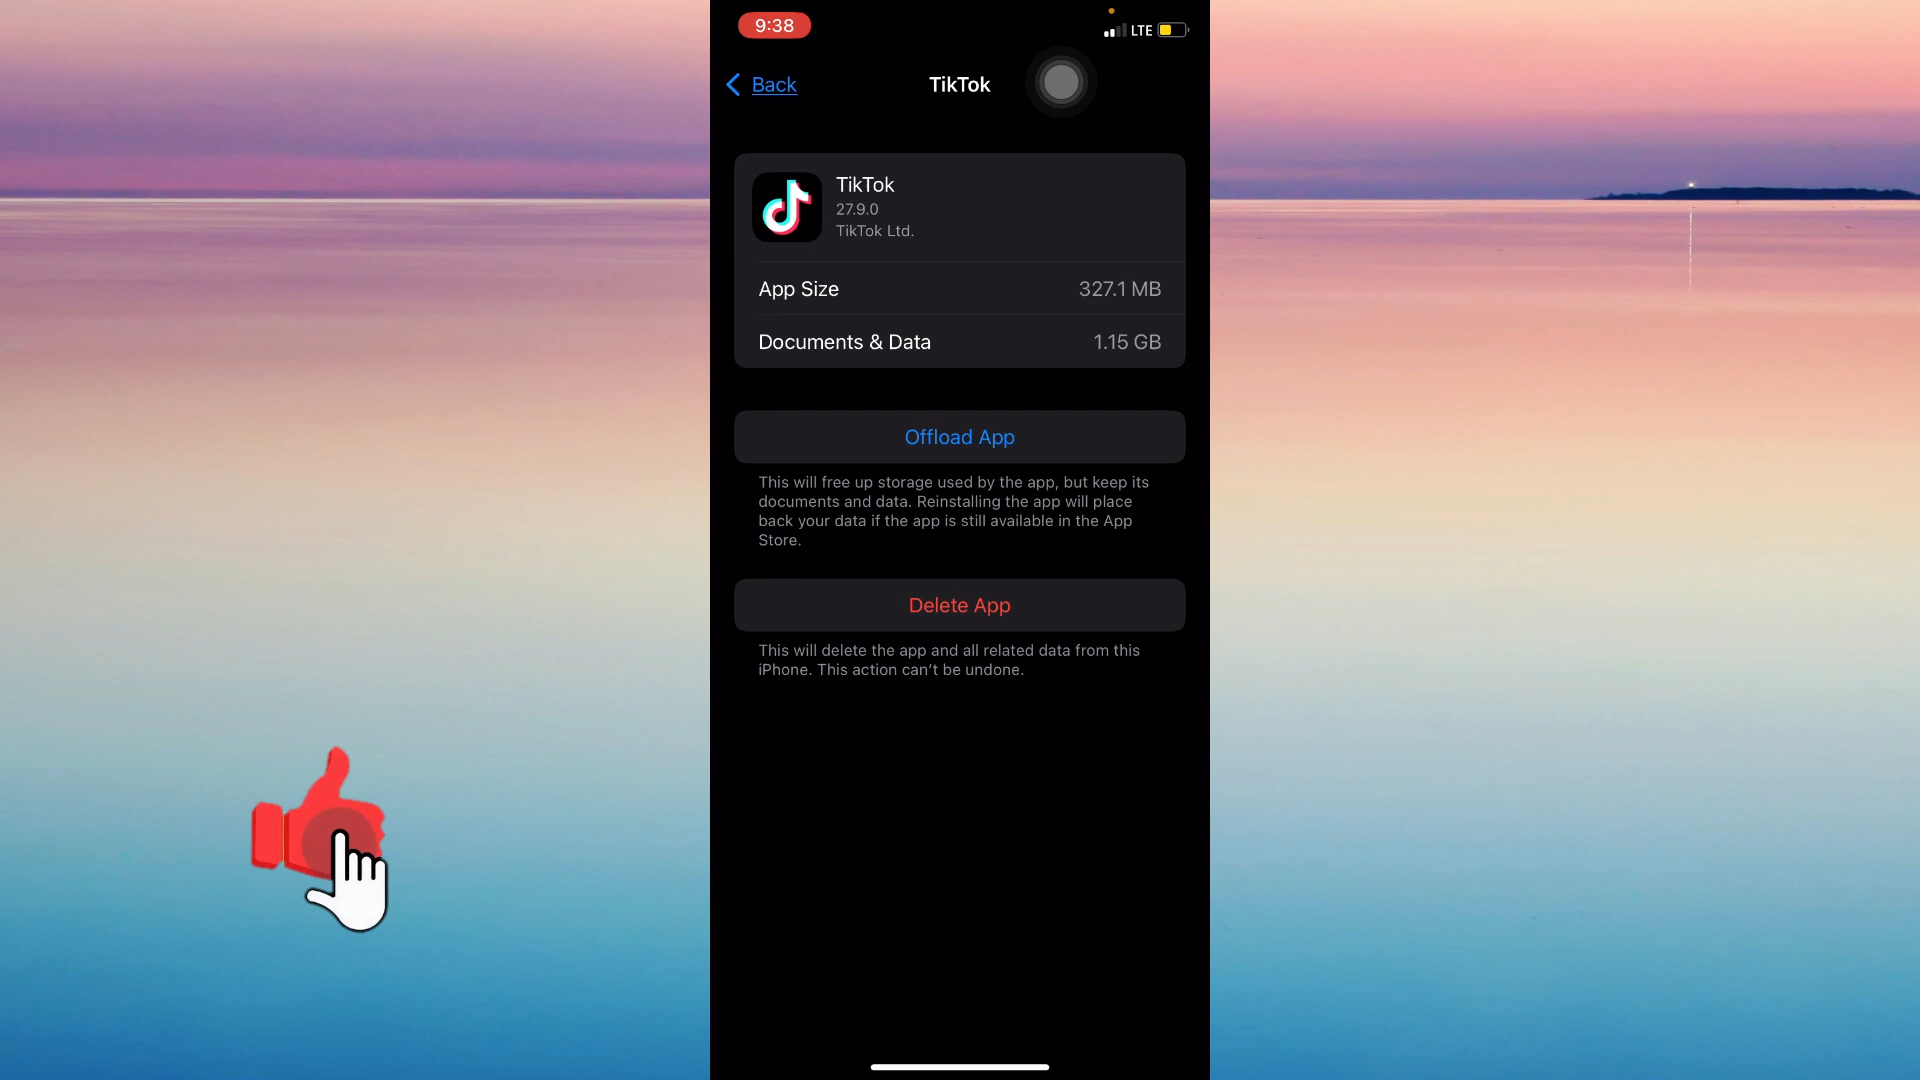 9:38
LTE
Back
TikTok
TikTok
27.9.0
TikTok Ltd.
App Size
327.1 MB
Documents & Data
1.15 GB
Offload App
This will free up storage used by the app, but keep its
documents and data. Reinstalling the app will place
back your data if the app is still available in the App
Store.
Delete App
This will delete the app and all related data from this
iPhone. This action can’t be undone.